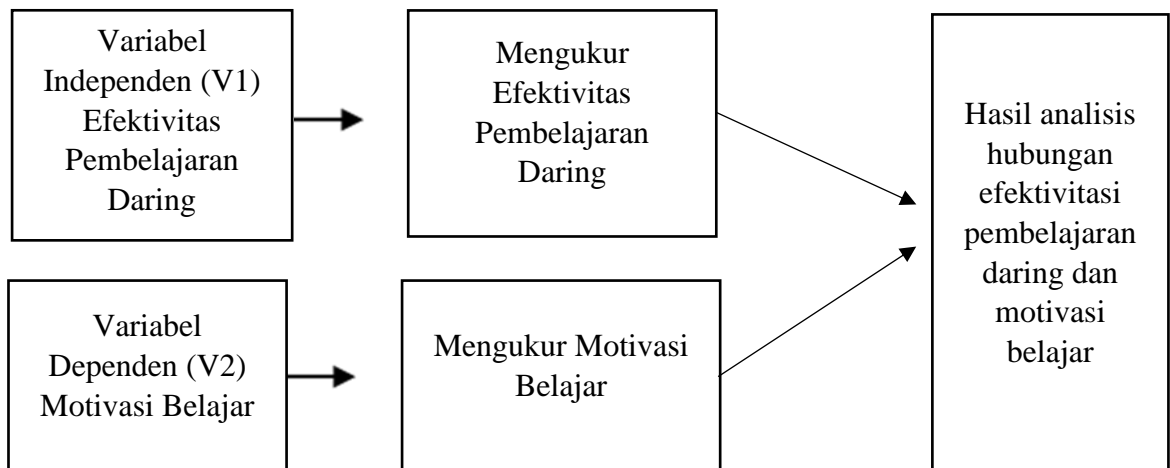 Variabel
Independen (V1)
Efektivitas
Pembelajaran
Daring
Mengukur
Efektivitas
Pembelajaran
Daring
Variabel
Dependen (V2)
Motivasi Belajar
Mengukur Motivasi
Belajar
Hasil analisis
hubungan
efektivitasi
pembelajaran
daring dan
motivasi
belajar